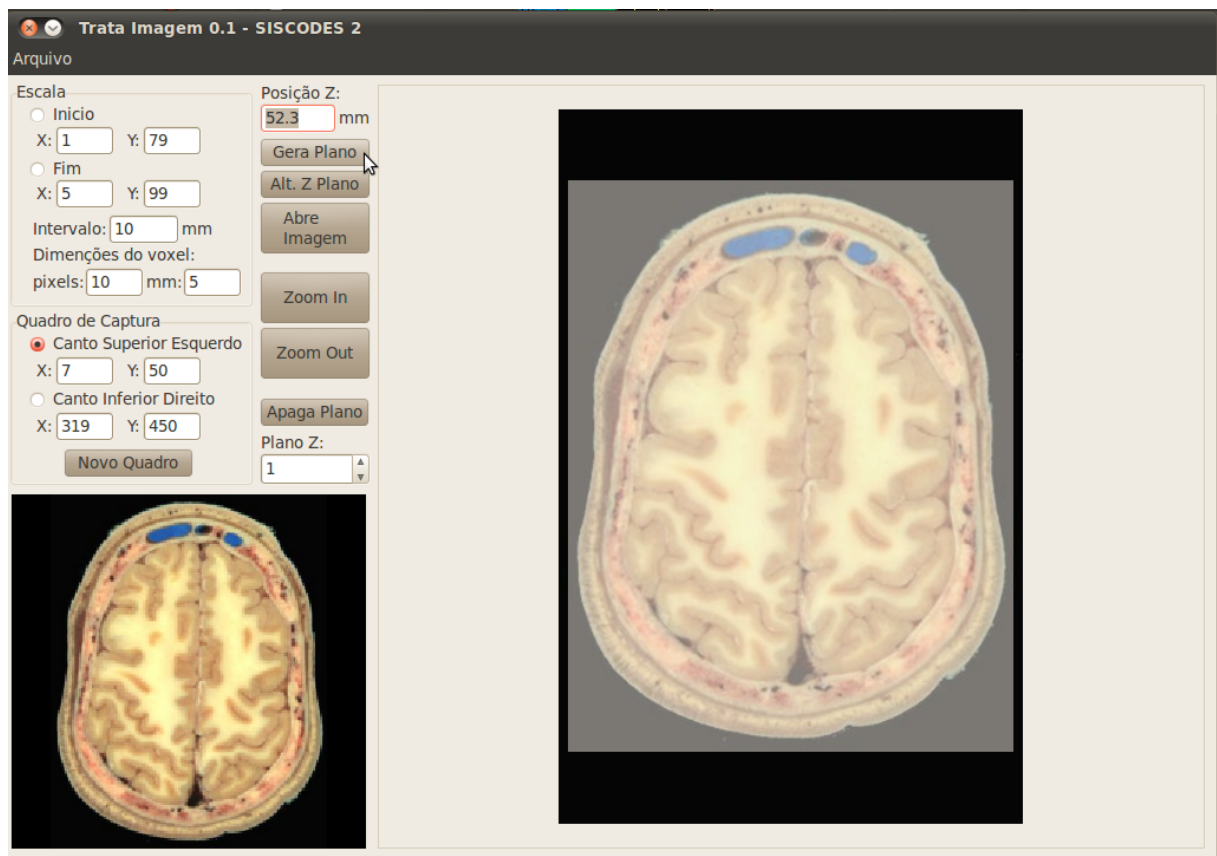 Trata Imagem 0.1 - SISCODES 2
Arquivo
Escala
Inicio
X: 1 Y: 79
Fim
X: 5 Y: 99
Intervalo: 10 mm
Dimenções do voxel:
pixels: 10 mm: 5
Quadro de Captura
Canto Superior Esquerdo
X: 7 Y: 50
Canto Inferior Direito
X: 319 Y: 450
Novo Quadro
Posição Z:
52.3 mm
Gera Plano
Alt. Z Plano
Abre
Imagem
Zoom In
Zoom Out
Apaga Plano
Plano Z:
1